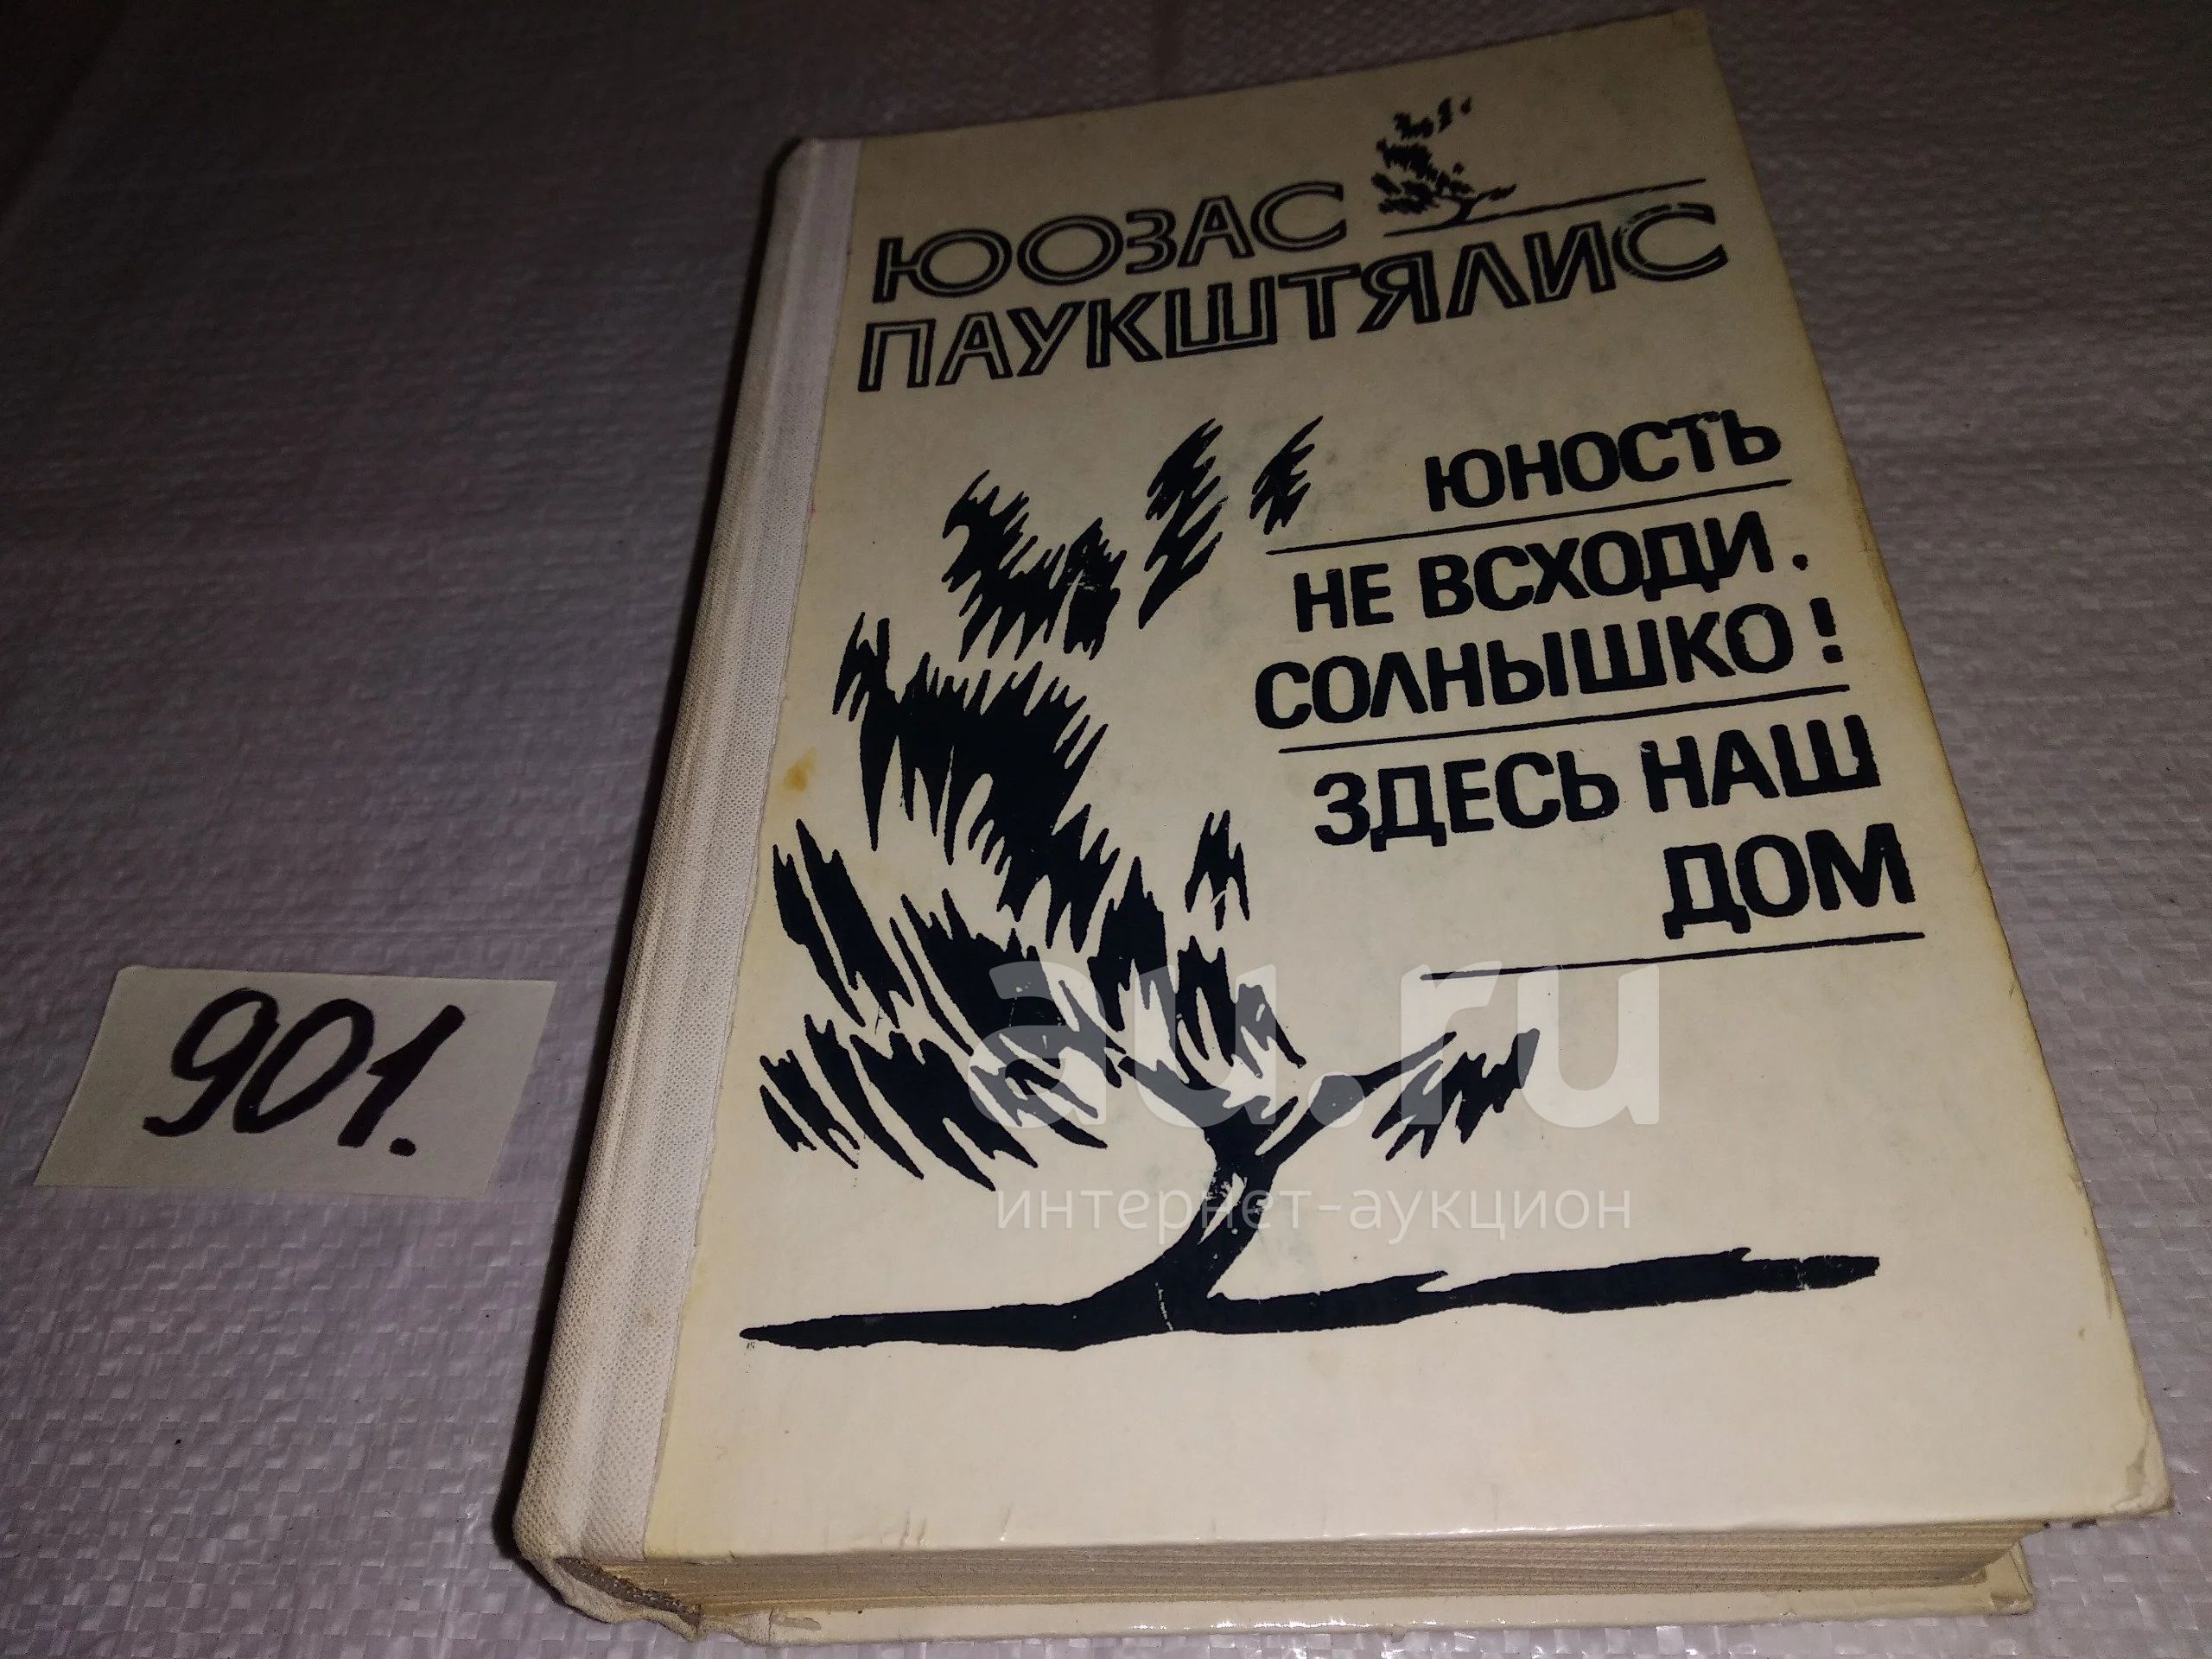 ЮОЗАС
ПАУКШТЯЛИС
ЮНОСТЬ
НЕ ВСХОДИ.
СОЛНЫШКО!
ЗДЕСЬ НАШ
ДОМ
901.
au.ru
интернет-аукцион